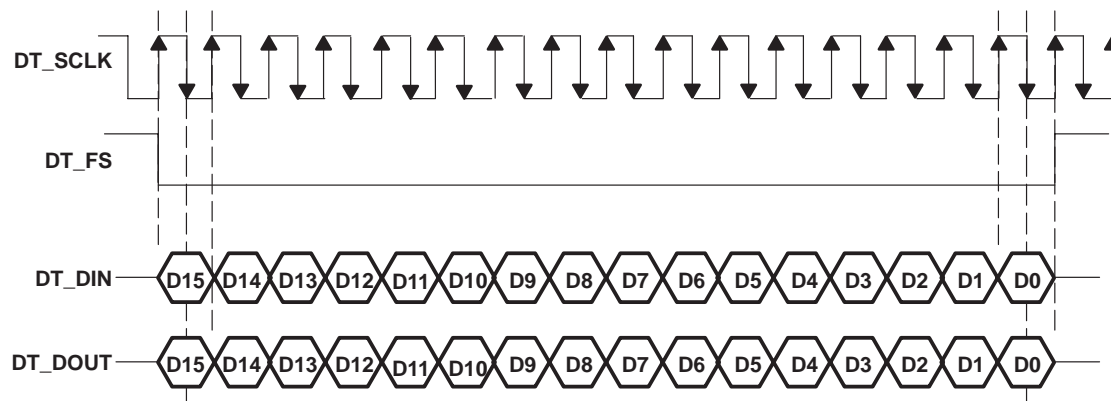 DT_SCLK
DT_FS
DT_DIN D15 D14 D13 D12 D11 D10 D9 D8 D7 D6 D5 D4 D3 D2 D1 D0
DT_DOUT D15 D14 D13 D12 D11 D10 D9 D8 D7 D6 D5 D4 D3 D2 D1 D0